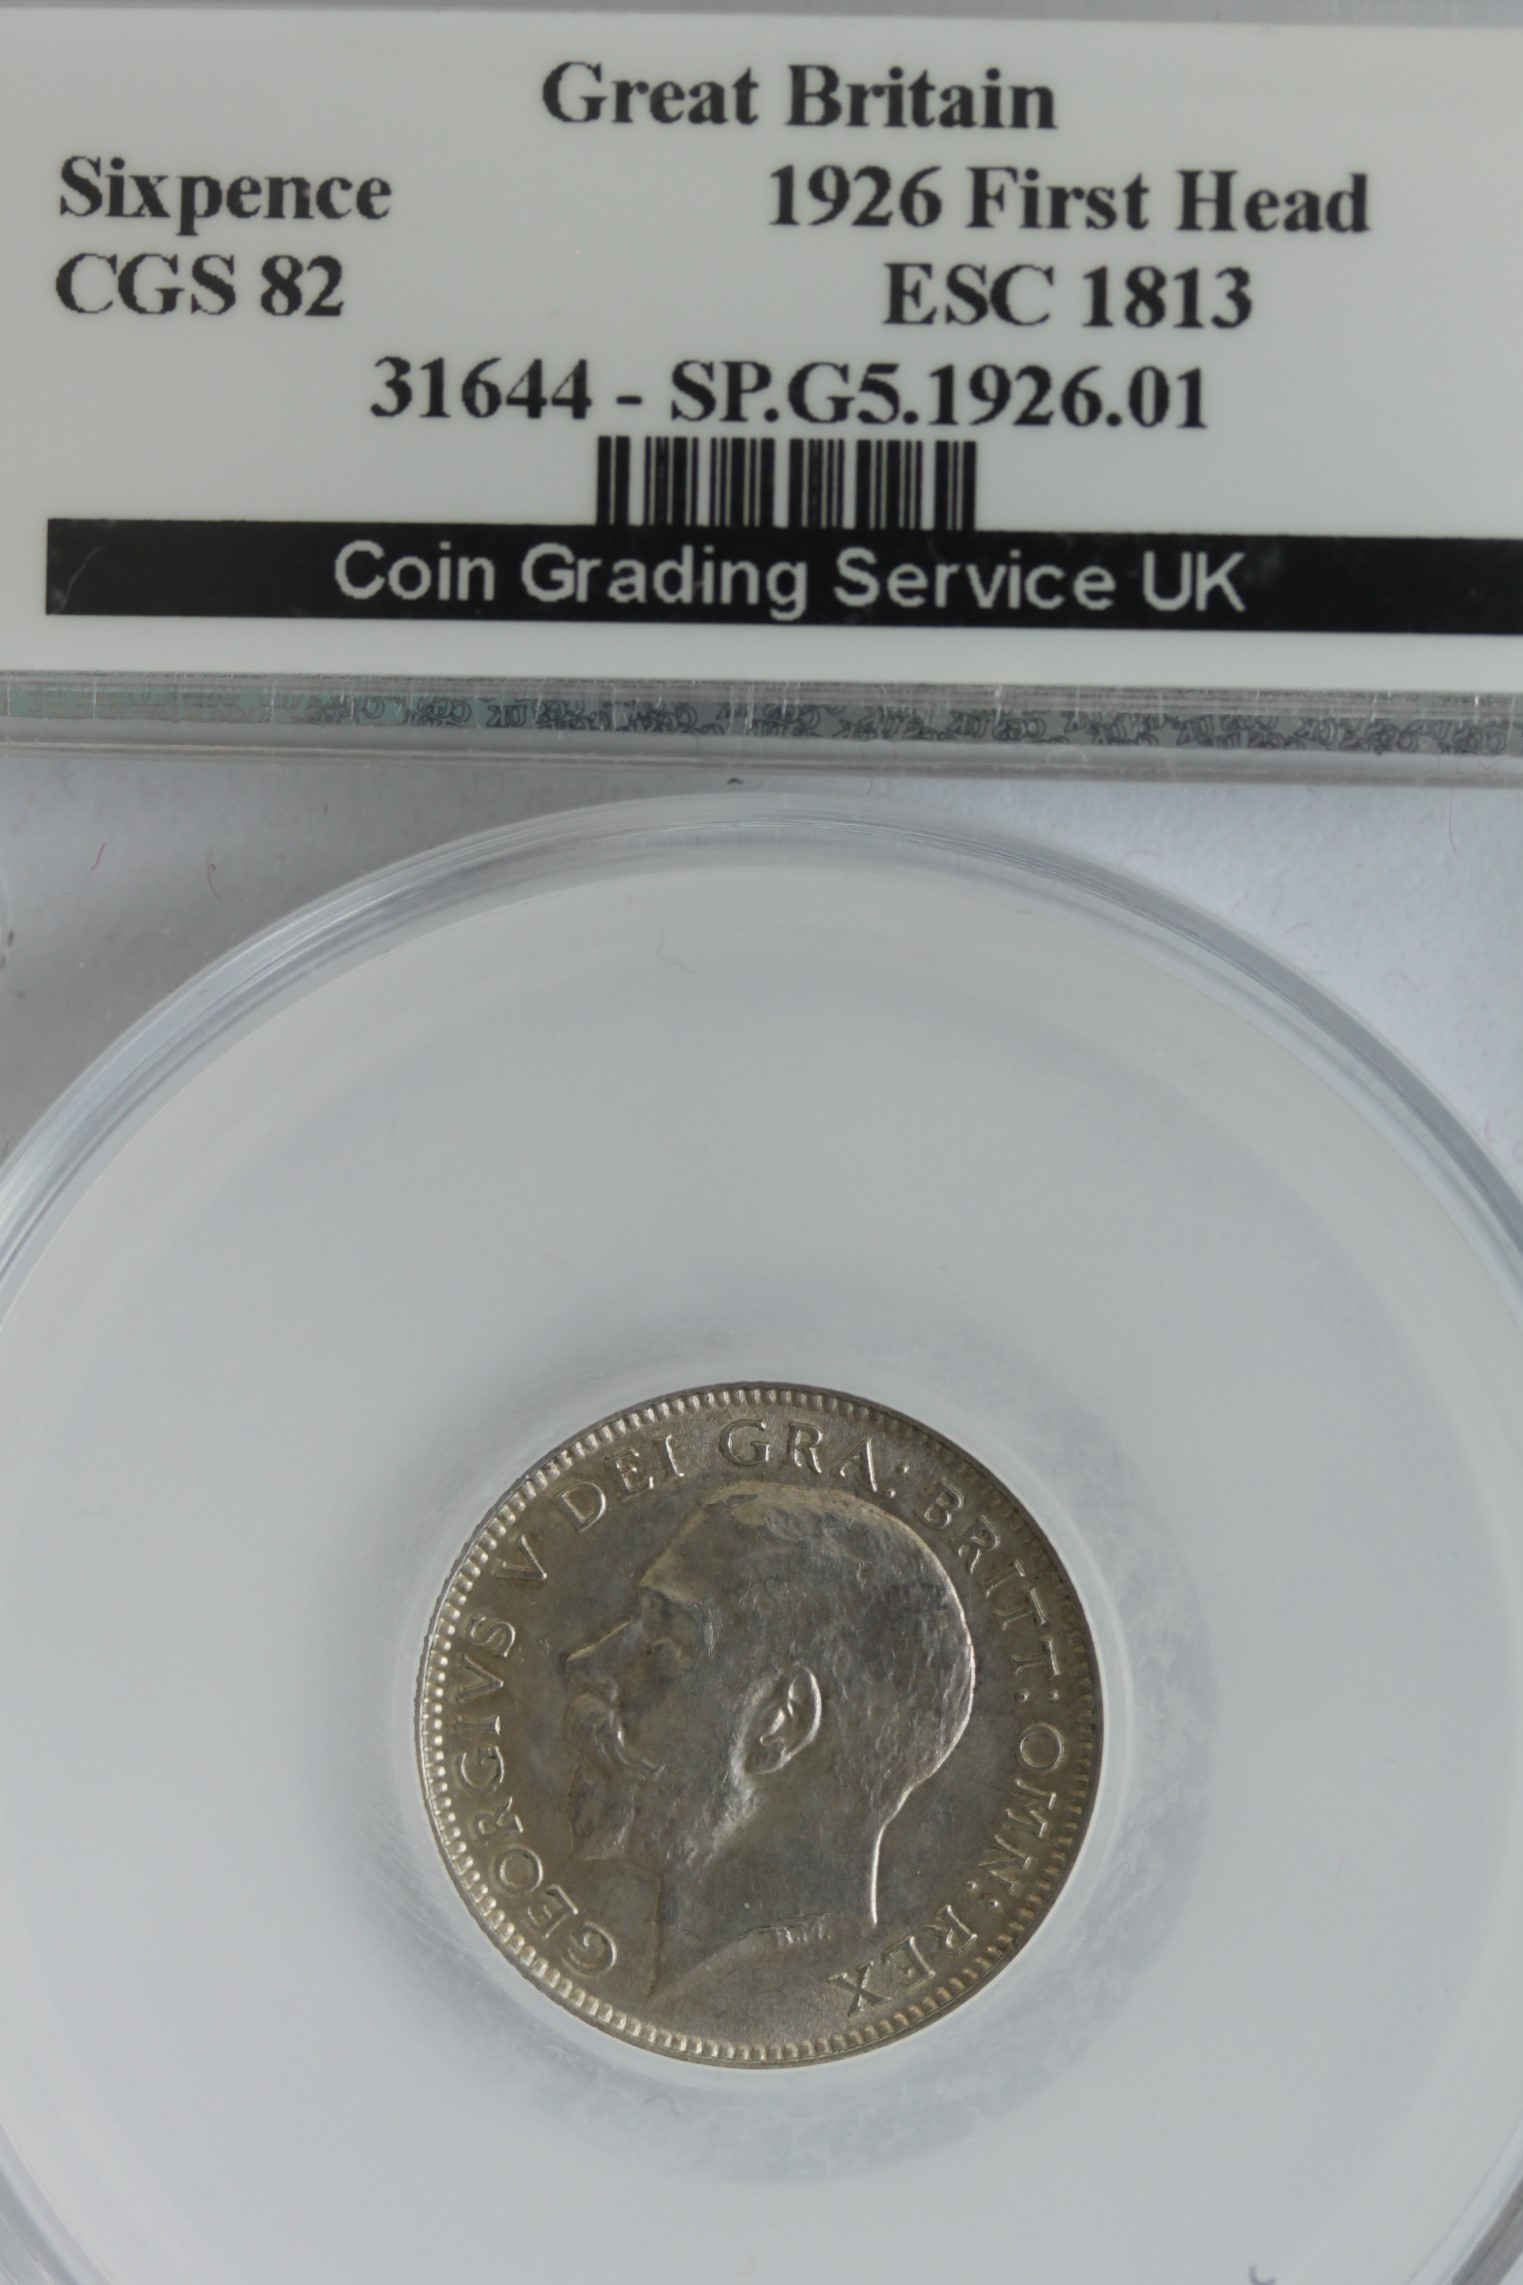 Great Britain
Sixpence 1926 First Head
CGS 82 ESC 1813
31644 - SP.G5.1926.01
Coin Grading Service UK
GEORGIVS V DEI GRA: BRITT: OMN: REX
B.M.